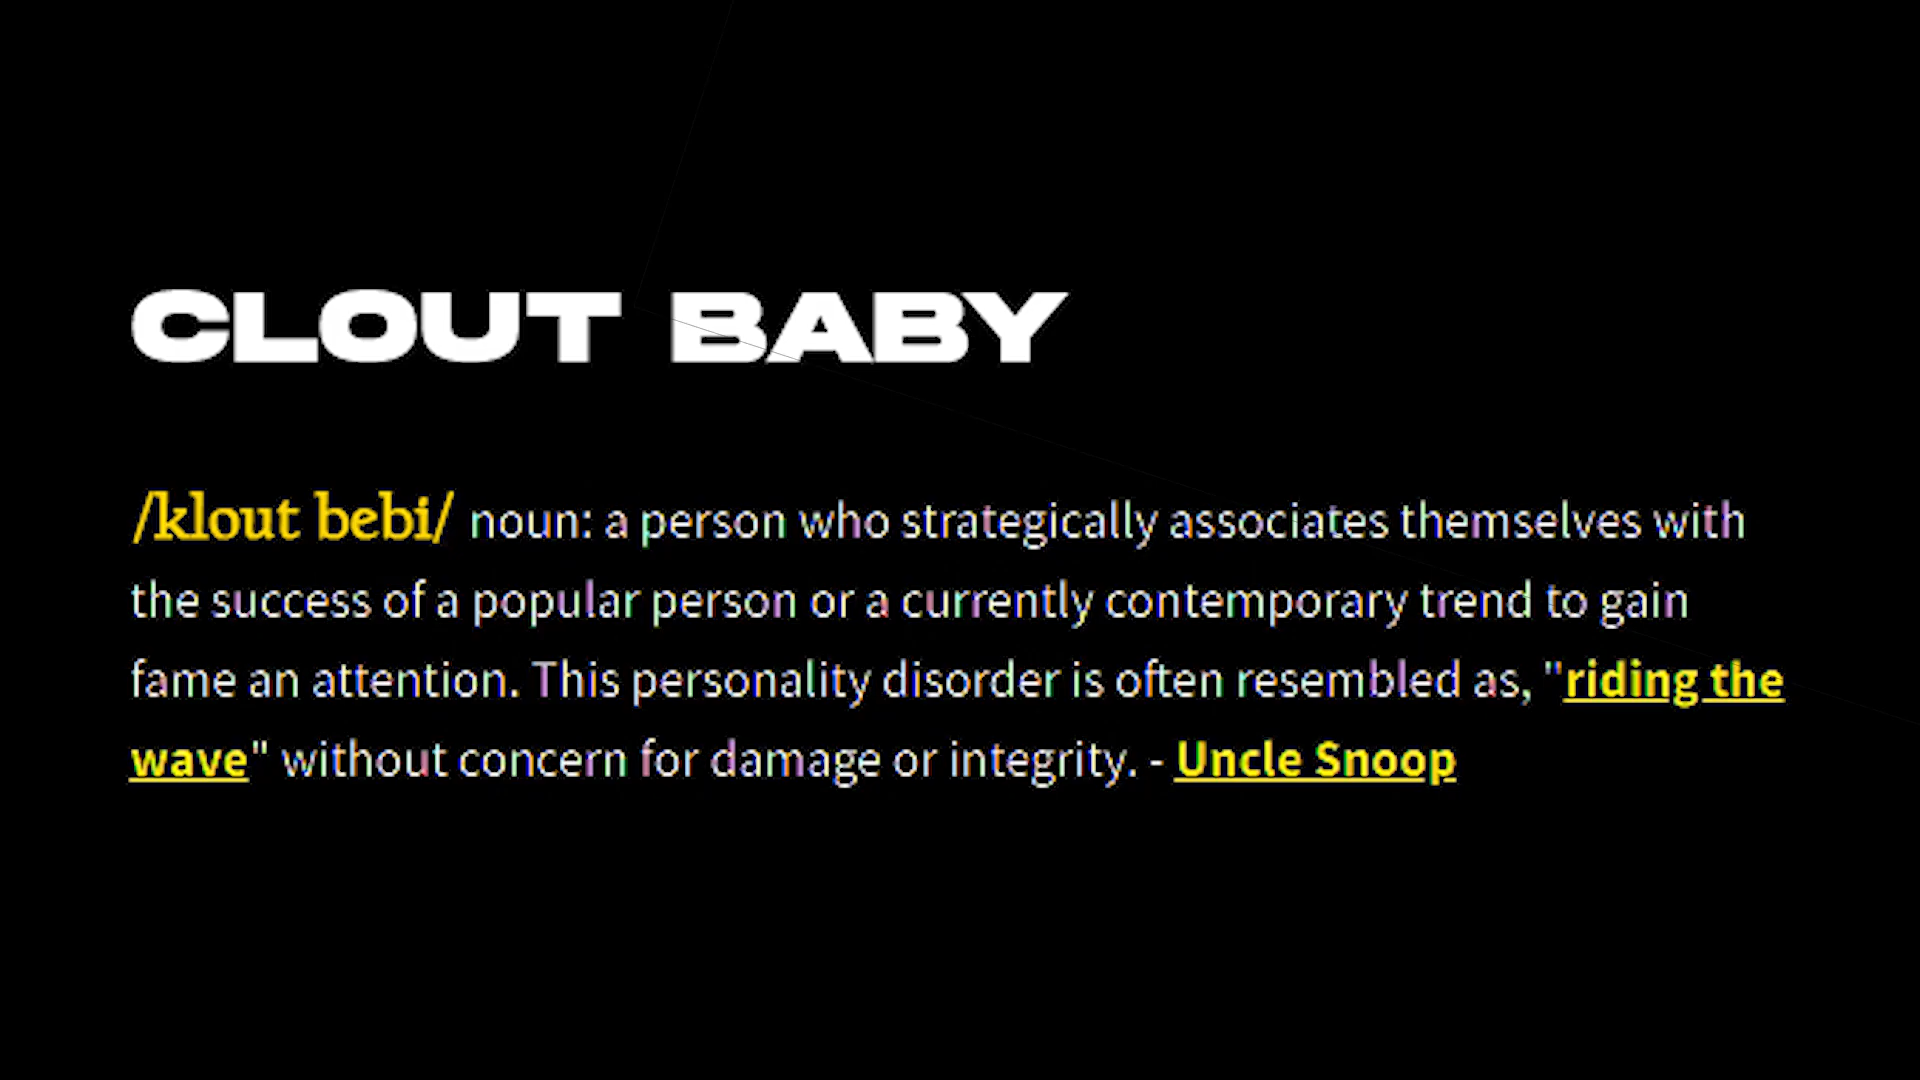 CLOUT BABY
/klout bebi/ noun: a person who strategically associates themselves with
the success of a popular person or a currently contemporary trend to gain
fame an attention. This personality disorder is often resembled as, "riding the
wave" without concern for damage or integrity. - Uncle Snoop